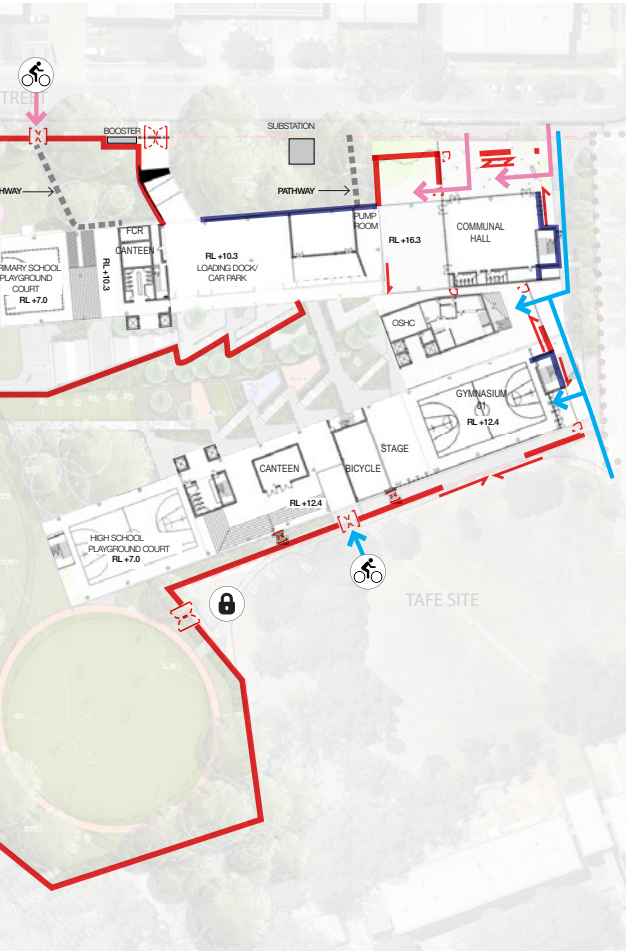 TREET
BOOSTER
SUBSTATION
HWAY
PATHWAY
PUMP
ROOM
FCR
CANTEEN
COMMUNAL
HALL
RL +16.3
RL +10.3
LOADING DOCK/
CAR PARK
RL +10.3
RIMARY SCHOOL
PLAYGROUND
COURT
RL +7.0
OSHC
GYMNASIUM
01
RL +12.4
STAGE
CANTEEN
BICYCLE
RL +12.4
HIGH SCHOOL
PLAYGROUND COURT
RL +7.0
TAFE SITE